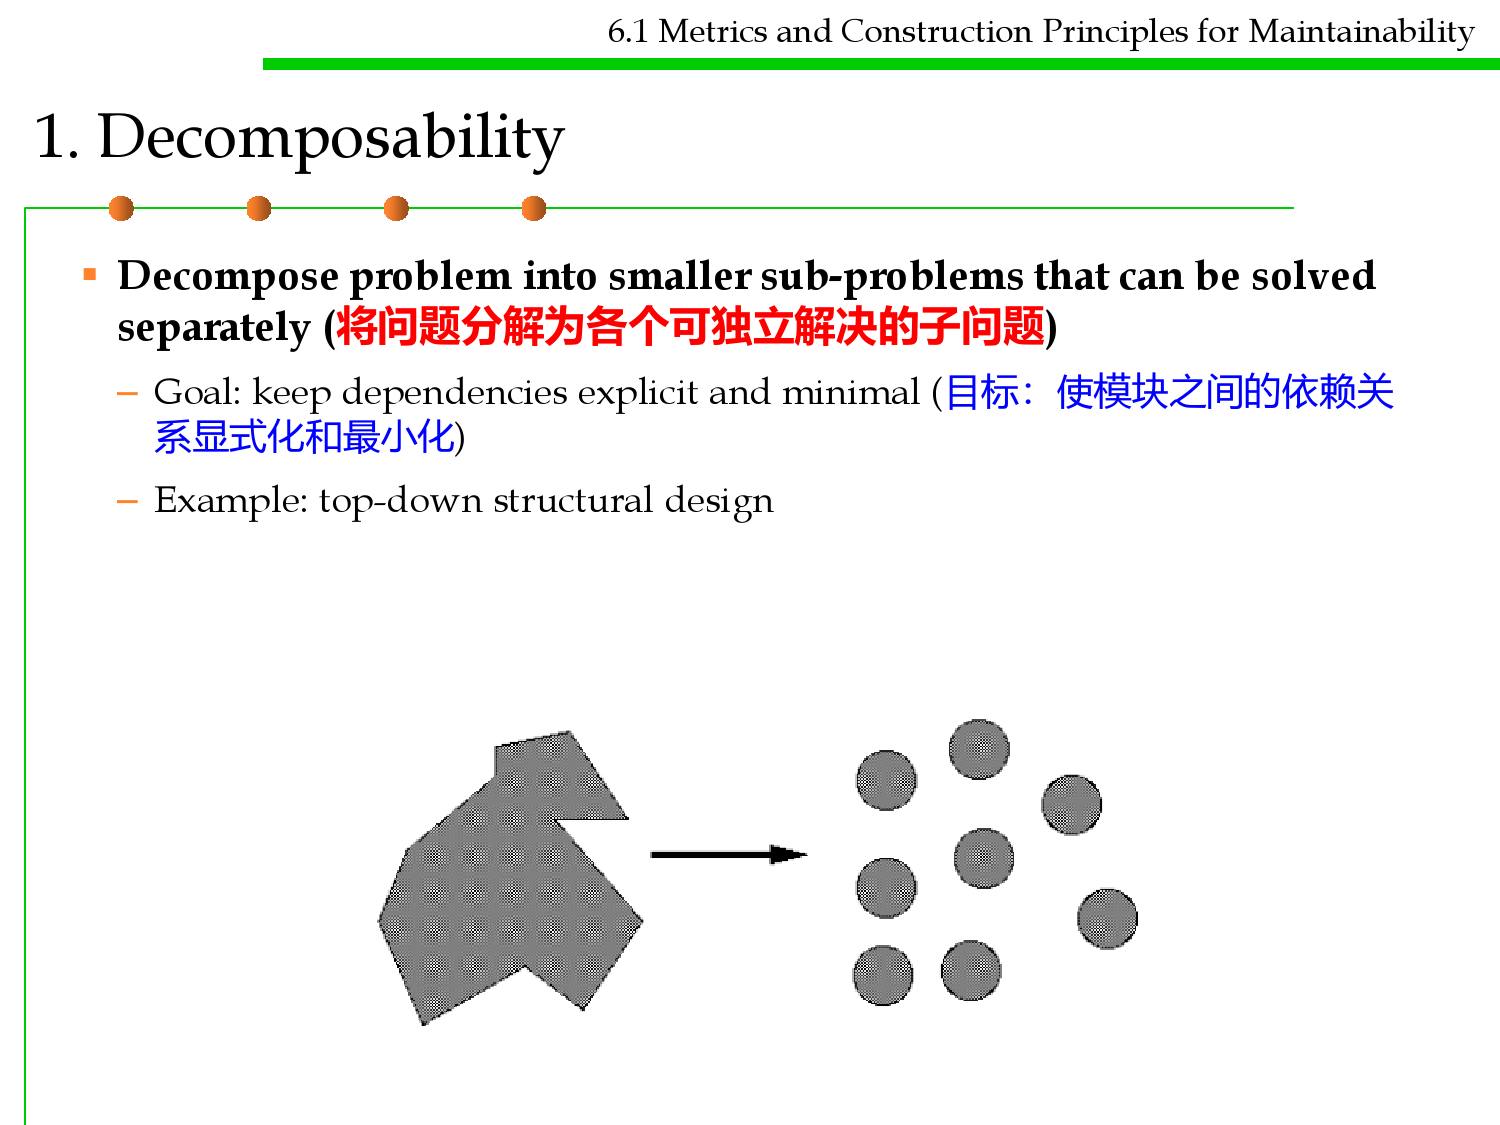 6.1 Metrics and Construction Principles for Maintainability
1. Decomposability
▪ Decompose problem into smaller sub-problems that can be solved
separately (将问题分解为各个可独立解决的子问题)
– Goal: keep dependencies explicit and minimal (目标：使模块之间的依赖关
系显式化和最小化)
– Example: top-down structural design